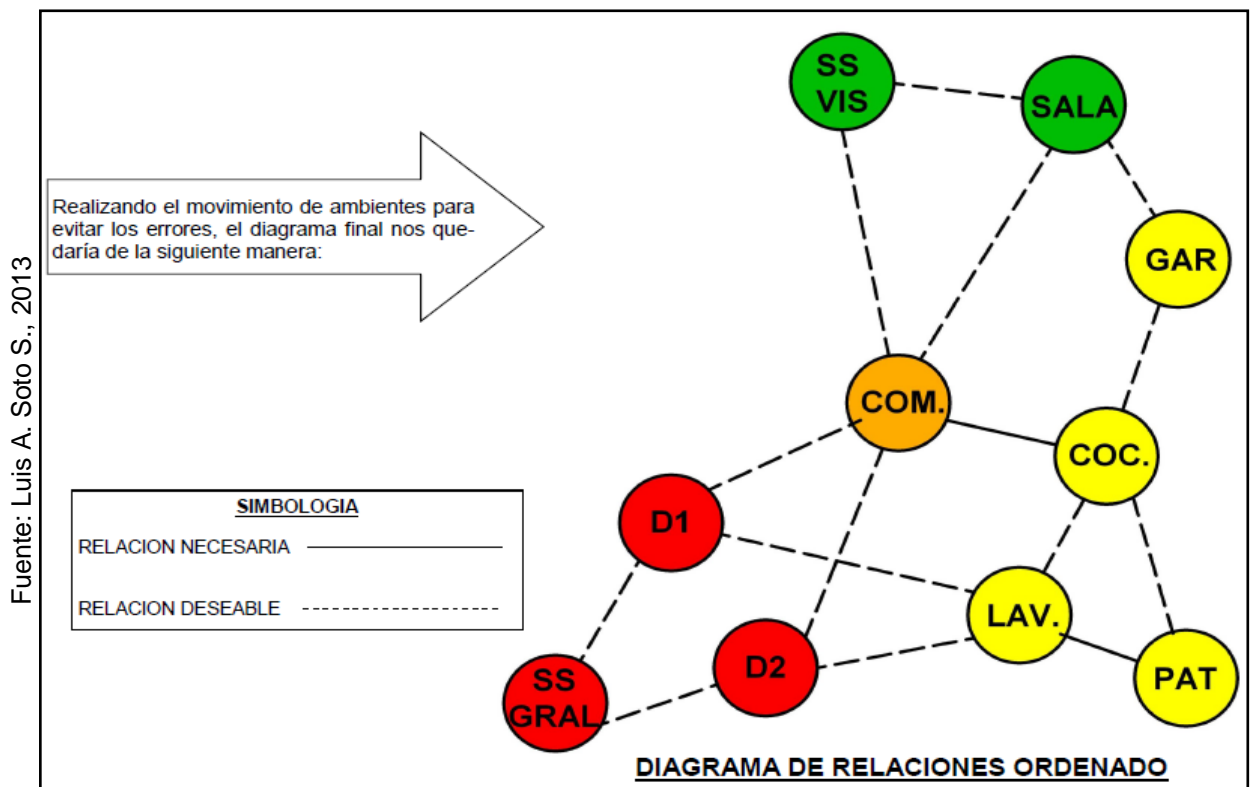 Fuente: Luis A. Soto S., 2013
Realizando el movimiento de ambientes para
evitar los errores, el diagrama final nos que-
daría de la siguiente manera:
SS
VIS
SALA
GAR
COM.
COC.
D1
LAV.
D2
PAT
SS
GRAL
SIMBOLOGIA
RELACION NECESARIA
RELACION DESEABLE
DIAGRAMA DE RELACIONES ORDENADO